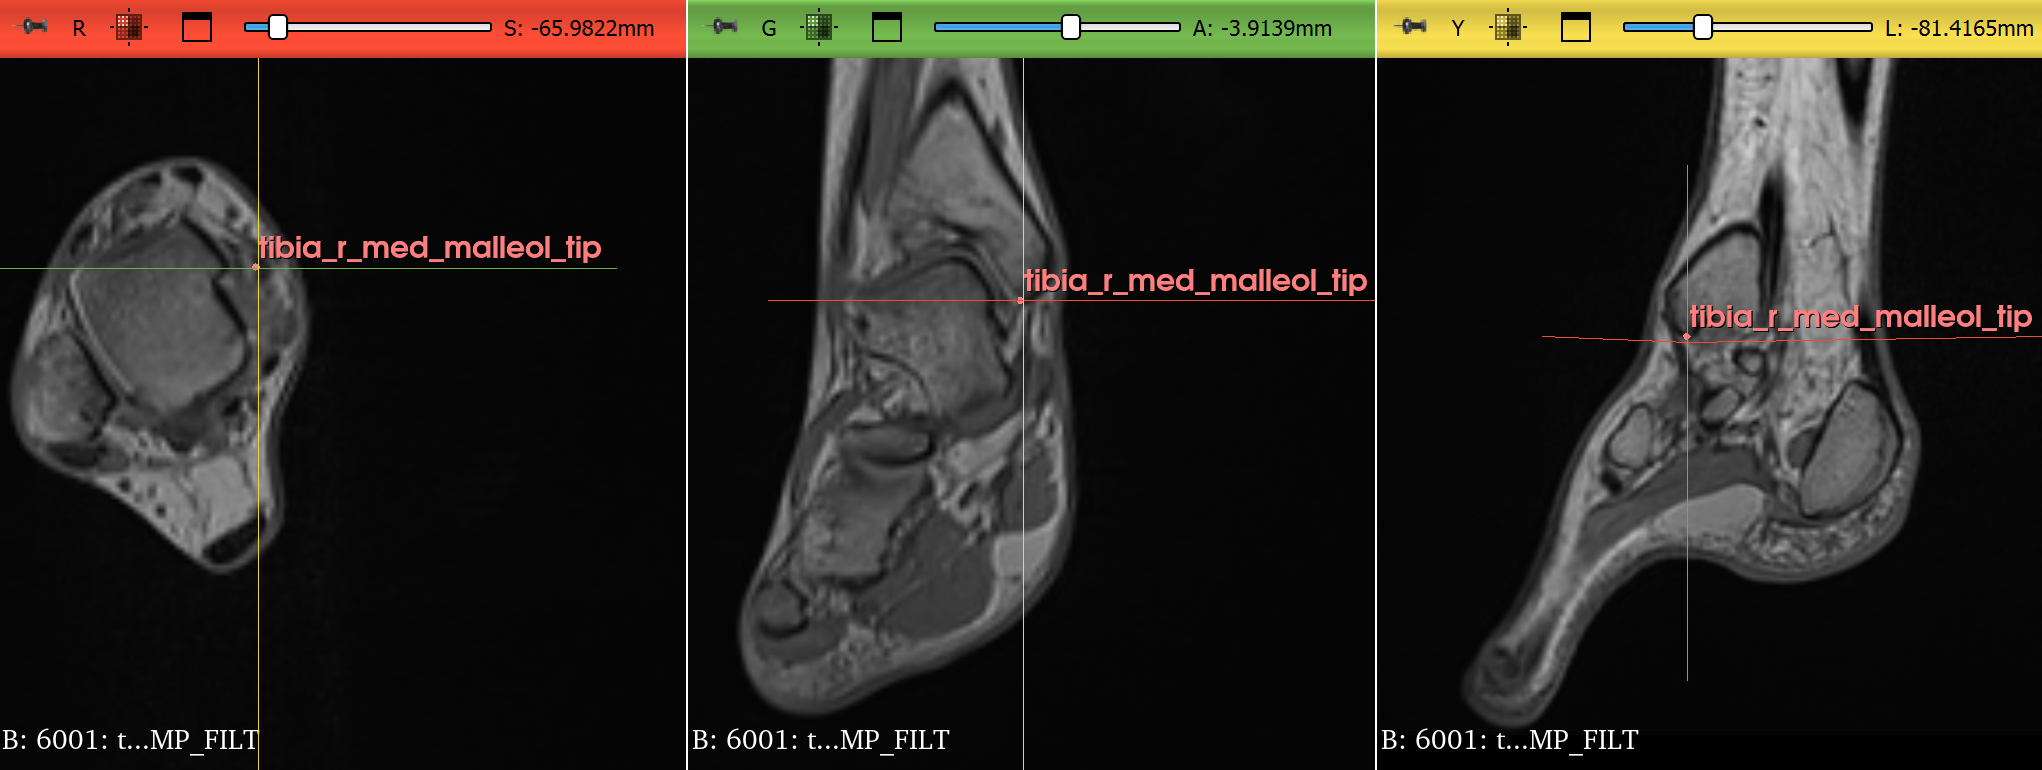 R S: -65.9822mm
G A: -3.9139mm
Y L: -81.4165mm
tibia_r_med_malleol_tip
tibia_r_med_malleol_tip
tibia_r_med_malleol_tip
B: 6001: t...MP_FILT
B: 6001: t...MP_FILT
B: 6001: t...MP_FILT